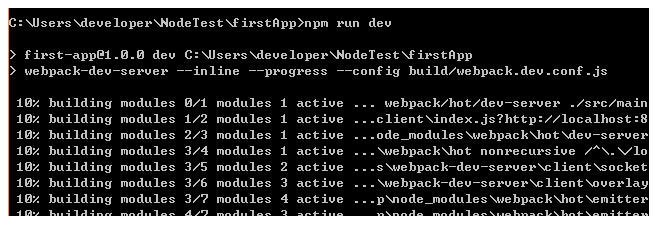 C:\Users\developer\NodeTest\firstApp>npm run dev
> first-app@1.0.0 dev C:\Users\developer\NodeTest\firstApp
> webpack-dev-server --inline --progress --config build/webpack.dev.conf.js
10% building modules 0/1 modules 1 active ... webpack/hot/dev-server ./src/main
10% building modules 1/2 modules 1 active ...client\index.js?http://localhost:8
10% building modules 2/3 modules 1 active ...ode_modules\webpack\hot\dev-server
10% building modules 3/4 modules 1 active ...\webpack\hot nonrecursive /^\.\/lo
10% building modules 3/5 modules 2 active ...s\webpack-dev-server\client\socket
10% building modules 3/6 modules 3 active ...\webpack-dev-server\client\overlay
10% building modules 3/7 modules 4 active ...p\node_modules\webpack\hot\emitter
10% building modules 4/7 modules 3 active ...p\node_modules\webpack\hot\emitter